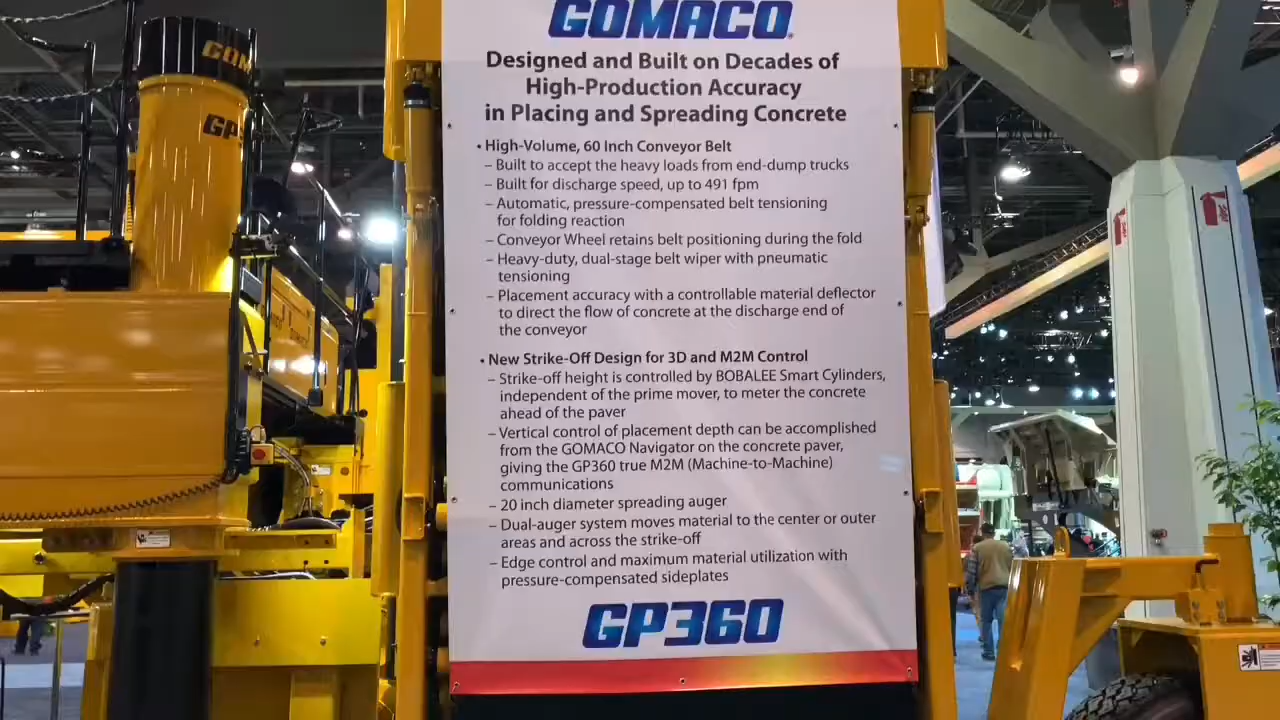 GOMACO
Designed and Built on Decades of
High-Production Accuracy
in Placing and Spreading Concrete
• High-Volume, 60 Inch Conveyor Belt
– Built to accept the heavy loads from end-dump trucks
– Built for discharge speed, up to 491 fpm
– Automatic, pressure-compensated belt tensioning
for folding reaction
– Conveyor Wheel retains belt positioning during the fold
– Heavy-duty, dual-stage belt wiper with pneumatic
tensioning
– Placement accuracy with a controllable material deflector
to direct the flow of concrete at the discharge end of
the conveyor
• New Strike-Off Design for 3D and M2M Control
– Strike-off height is controlled by BOBALEE Smart Cylinders,
independent of the prime mover, to meter the concrete
ahead of the paver
– Vertical control of placement depth can be accomplished
from the GOMACO Navigator on the concrete paver,
giving the GP360 true M2M (Machine-to-Machine)
communications
– 20 inch diameter spreading auger
– Dual-auger system moves material to the center or outer
areas and across the strike-off
– Edge control and maximum material utilization with
pressure-compensated sideplates
GP360
COM
GP3